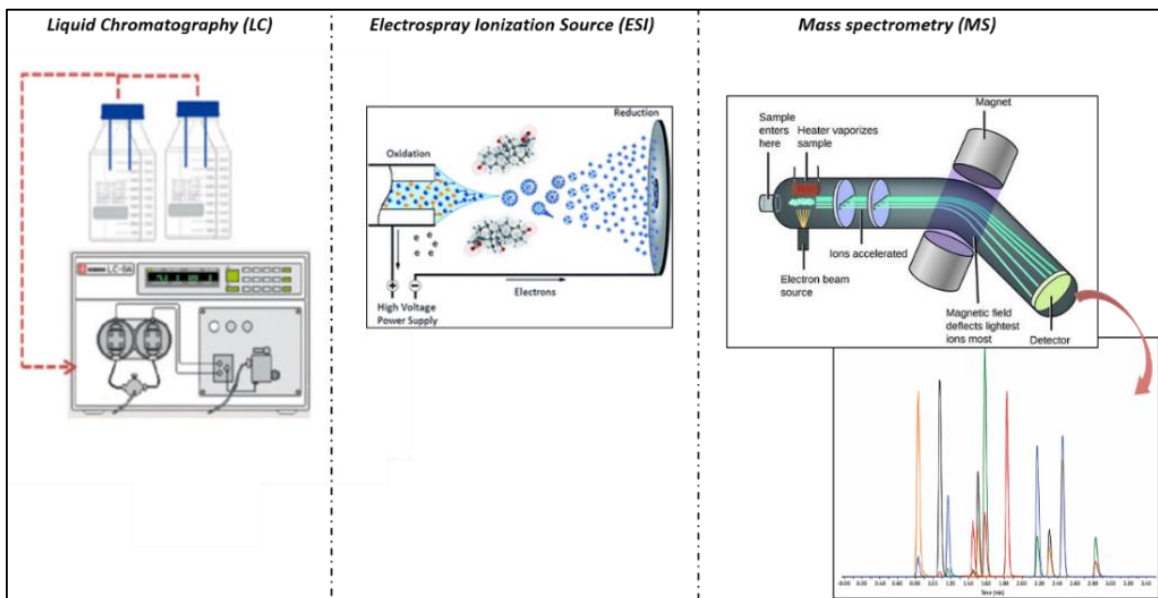 Liquid Chromatography (LC)
Electrospray Ionization Source (ESI)
Mass spectrometry (MS)
LC-9A
Oxidation
Reduction
e
e
e
e
+
−
Electrons
High Voltage
Power Supply
Magnet
Sample
enters
here
Heater vaporizes
sample
Ions accelerated
Electron beam
source
Magnetic field
deflects lightest
ions most
Detector